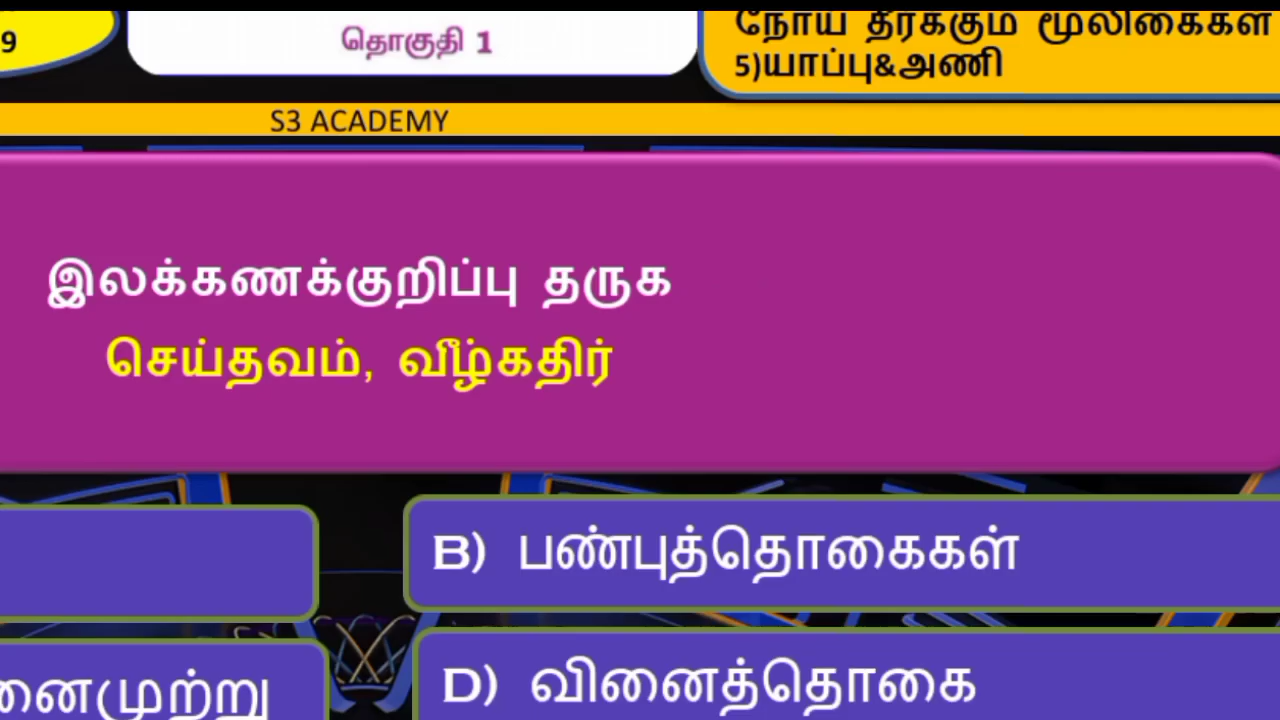 9
தொகுதி 1
நோய் தீர்க்கும் மூலிகைகள்
5)யாப்பு&அணி
S3 ACADEMY
இலக்கணக்குறிப்பு தருக
செய்தவம், வீழ்கதிர்
B) பண்புத்தொகைகள்
னைமுற்று
D) வினைத்தொகை